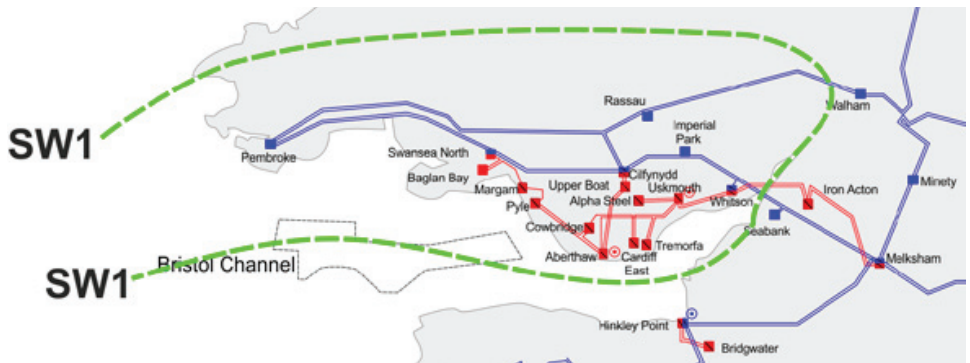 Rassau
Walham
SW1
Imperial
Park
Pembroke
Swansea North
Cilfynydd
Baglan Bay
Minety
Margam
Upper Boat
Uskmouth
Iron Acton
Alpha Steel
Whitson
Pyle
Cowbridge
Seabank
Tremorfa
Aberthaw
Cardiff
East
Bristol Channel
Melksham
SW1
Hinkley Point
Bridgwater